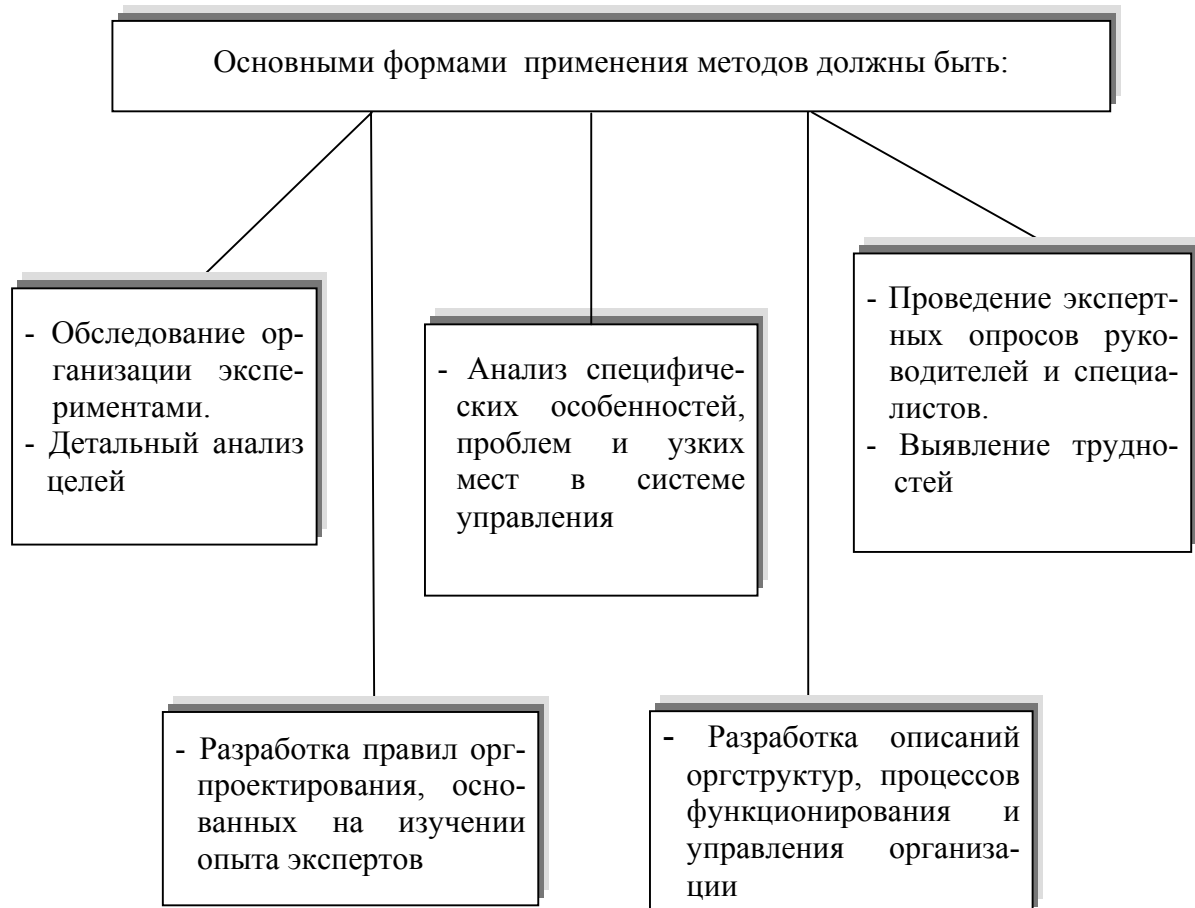 Основными формами применения методов должны быть:
- Обследование ор-
ганизации экспе-
риментами.
- Детальный анализ
целей
- Анализ специфиче-
ских особенностей,
проблем и узких
мест в системе
управления
- Проведение эксперт-
ных опросов руко-
водителей и специа-
листов.
- Выявление трудно-
стей
- Разработка правил орг-
проектирования, осно-
ванных на изучении
опыта экспертов
- Разработка описаний
оргструктур, процессов
функционирования и
управления организа-
ции